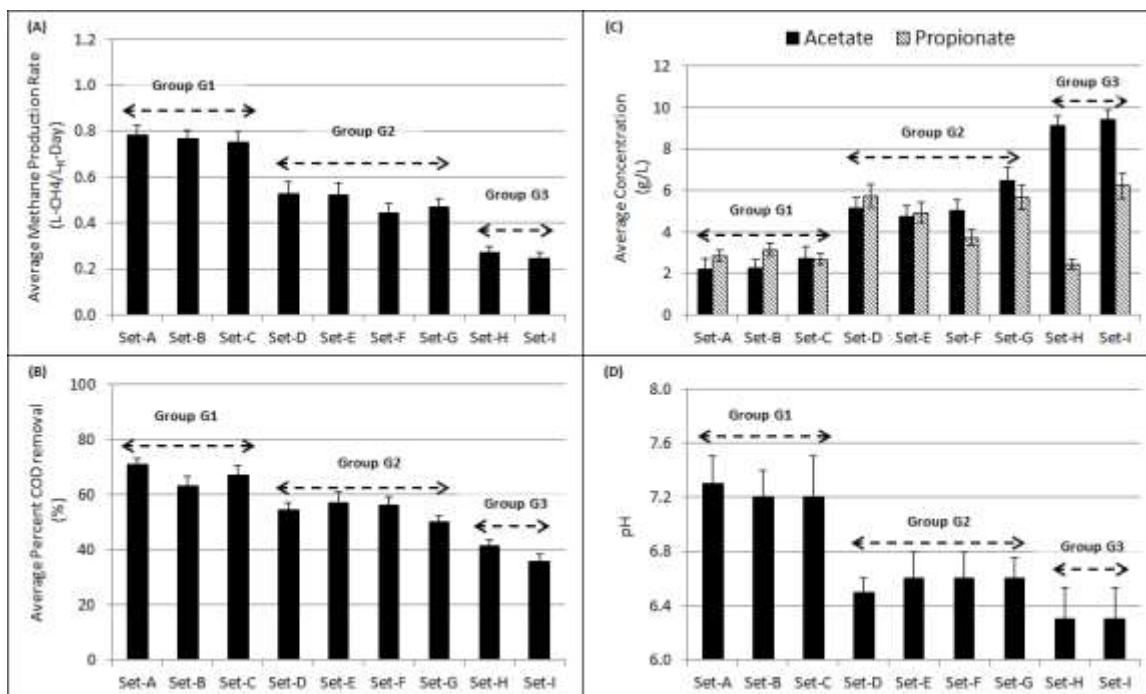 (A)
Average Methane Production Rate
(L-CH4/LR-Day)
1.2
1.0
0.8
0.6
0.4
0.2
0.0
Group G1
Group G2
Group G3
Set-A Set-B Set-C Set-D Set-E Set-F Set-G Set-H Set-I
(C)
Acetate Propionate
Average Concentration
(g/L)
12
10
8
6
4
2
0
Group G1
Group G2
Group G3
Set-A Set-B Set-C Set-D Set-E Set-F Set-G Set-H Set-I
(B)
Average Percent COD removal
(%)
100
80
60
40
20
0
Group G1
Group G2
Group G3
Set-A Set-B Set-C Set-D Set-E Set-F Set-G Set-H Set-I
(D)
pH
8.0
7.6
7.2
6.8
6.4
6.0
Group G1
Group G2
Group G3
Set-A Set-B Set-C Set-D Set-E Set-F Set-G Set-H Set-I